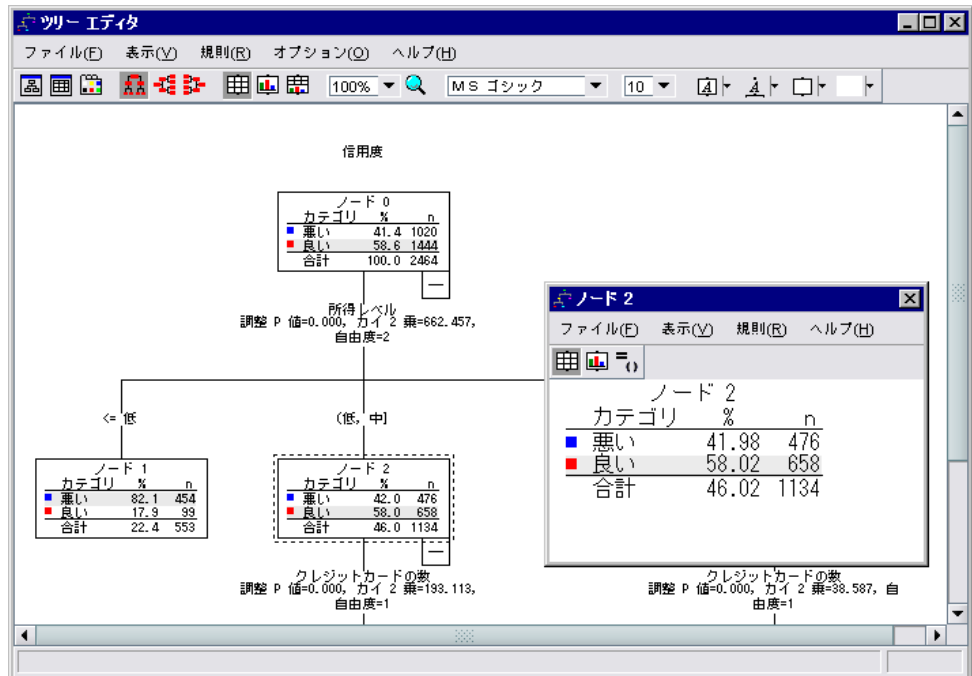 ツリー エディタ
ファイル(F) 表示(V) 規則(R) オプション(O) ヘルプ(H)
100% MS ゴシック 10 A A
信用度
ノード 0
カテゴリ % n
悪い 41.4 1020
良い 58.6 1444
合計 100.0 2464
所得レベル
調整 P 値=0.000, カイ 2 乗=662.457,
自由度=2
<= 低
(低, 中]
ノード 1
カテゴリ % n
悪い 82.1 454
良い 17.9 99
合計 22.4 553
ノード 2
カテゴリ % n
悪い 42.0 476
良い 58.0 658
合計 46.0 1134
クレジットカードの数
調整 P 値=0.000, カイ 2 乗=193.113,
自由度=1
ノード 2
ファイル(F) 表示(V) 規則(R) ヘルプ(H)
ノード 2
カテゴリ % n
悪い 41.98 476
良い 58.02 658
合計 46.02 1134
クレジットカードの数
調整 P 値=0.000, カイ 2 乗=38.587, 自
由度=1